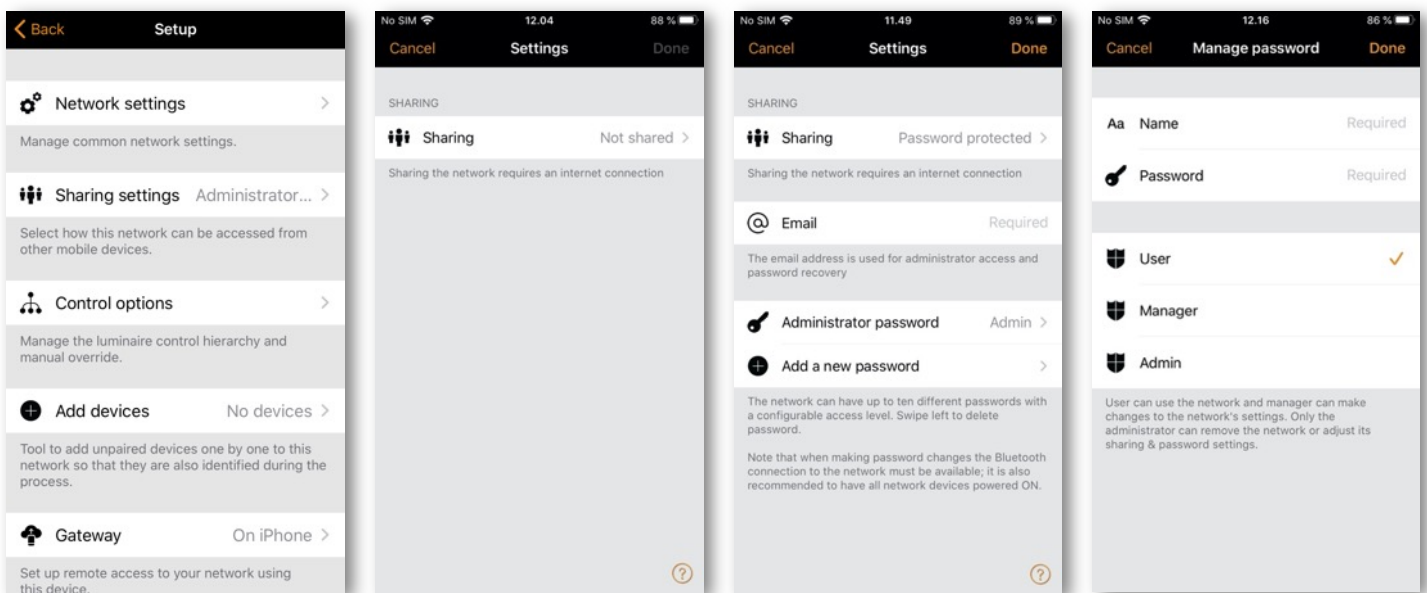 Back
Setup
Network settings
Manage common network settings.
Sharing settings Administrator...
Select how this network can be accessed from
other mobile devices.
Control options
Manage the luminaire control hierarchy and
manual override.
Add devices No devices
Tool to add unpaired devices one by one to this
network so that they are also identified during the
process.
Gateway On iPhone
Set up remote access to your network using
this device.
No SIM 12.04 88 %
Cancel Settings Done
SHARING
Sharing Not shared
Sharing the network requires an internet connection
?
No SIM 11.49 89 %
Cancel Settings Done
SHARING
Sharing Password protected
Sharing the network requires an internet connection
@ Email Required
The email address is used for administrator access and
password recovery
Administrator password Admin
Add a new password
The network can have up to ten different passwords with
a configurable access level. Swipe left to delete
password.
Note that when making password changes the Bluetooth
connection to the network must be available; it is also
recommended to have all network devices powered ON.
?
No SIM 12.16 86 %
Cancel Manage password Done
Aa Name Required
Password Required
User
Manager
Admin
User can use the network and manager can make
changes to the network's settings. Only the
administrator can remove the network or adjust its
sharing & password settings.